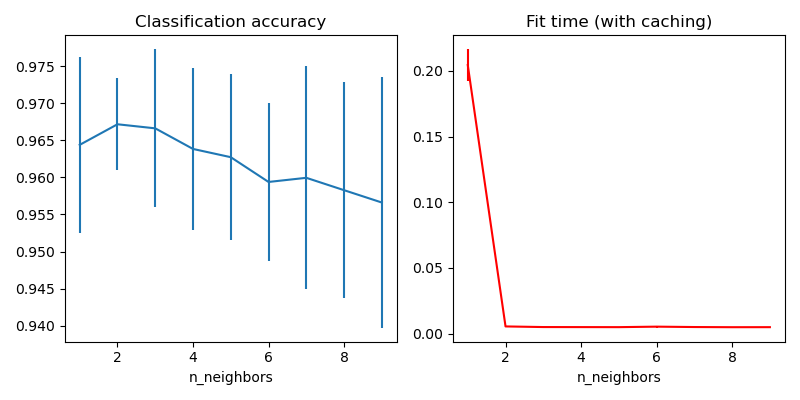 Classification accuracy
0.975
0.970
0.965
0.960
0.955
0.950
0.945
0.940
2 4 6 8
n_neighbors
Fit time (with caching)
0.20
0.15
0.10
0.05
0.00
2 4 6 8
n_neighbors